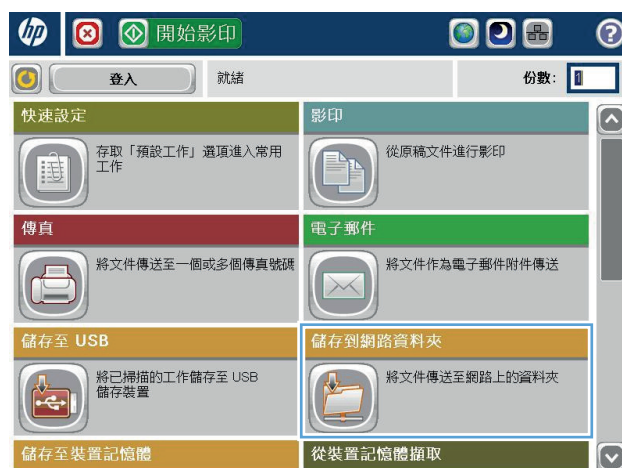 hp
開始影印
?
登入
就緒
份數: 1
快速設定
影印
存取「預設工作」選項進入常用
工作
從原稿文件進行影印
傳真
電子郵件
將文件傳送至一個或多個傳真號碼
將文件作為電子郵件附件傳送
儲存至 USB
儲存到網路資料夾
將已掃描的工作儲存至 USB
儲存裝置
將文件傳送至網路上的資料夾
儲存至裝置記憶體
從裝置記憶體擷取